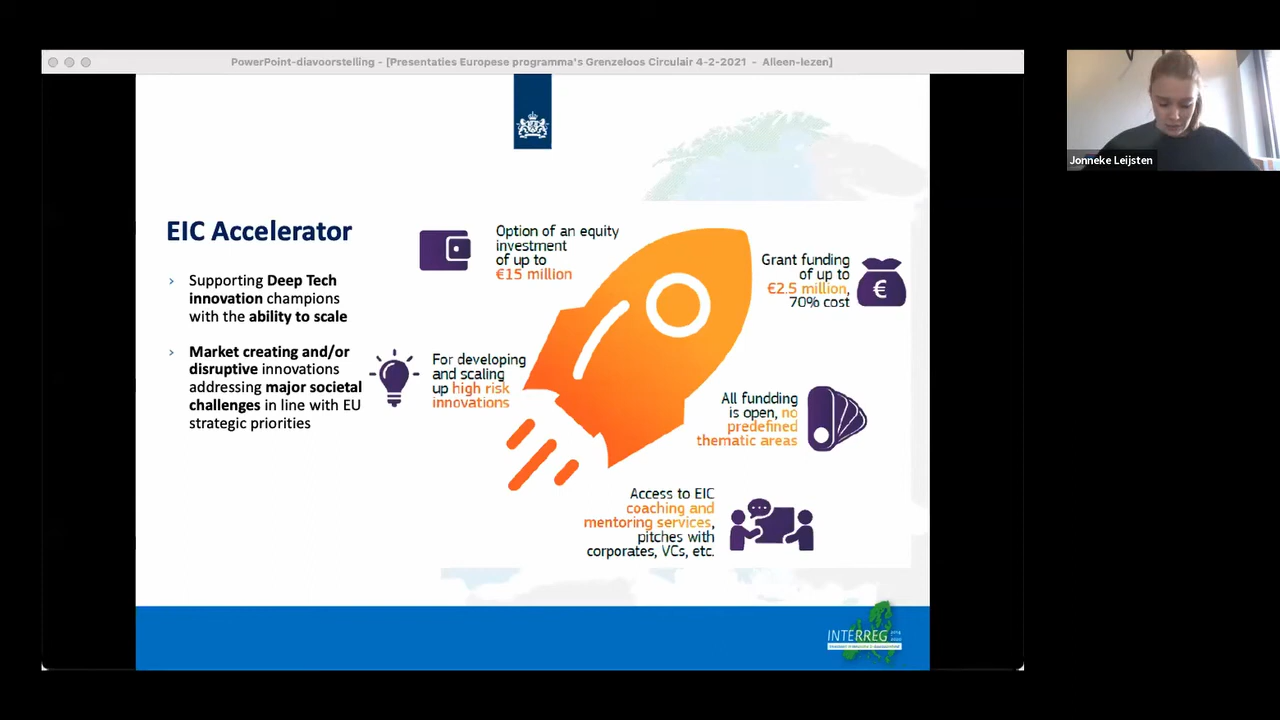 PowerPoint-diavoorstelling - [Presentaties Europese programma's Grenzeloos Circulair 4-2-2021 - Alleen-lezen]
Jonneke Leijsten
EIC Accelerator
Supporting Deep Tech
innovation champions
with the ability to scale
Market creating and/or
disruptive innovations
addressing major societal
challenges in line with EU
strategic priorities
Option of an equity
investment
of up to
€15 million
Grant funding
of up to
€2.5 million,
70% cost
€
For developing
and scaling
up high risk
innovations
All fundding
is open, no
predefined
thematic areas
Access to EIC
coaching and
mentoring services,
pitches with
corporates, VCs, etc.
INTERREG